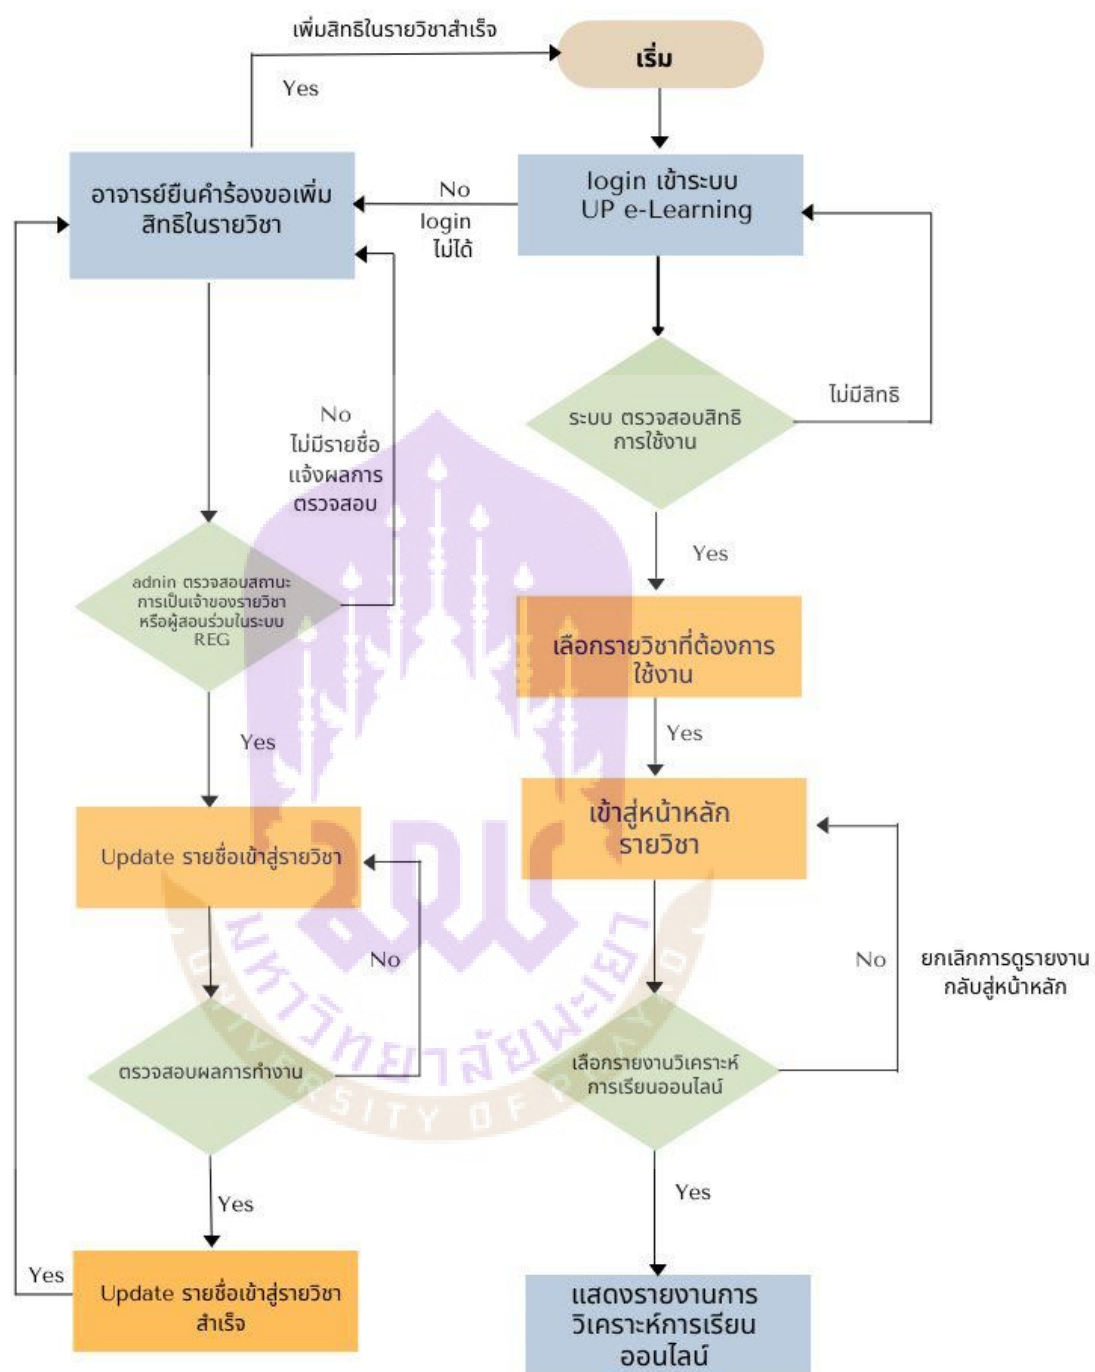 เพิ่มสิทธิในรายวิชาสำเร็จ
เริ่ม
Yes
อาจารย์ยืนคำร้องขอเพิ่ม
สิทธิในรายวิชา
No
login
ไม่ได้
login เข้าระบบ
UP e-Learning
ไม่มีสิทธิ
ระบบ ตรวจสอบสิทธิ
การใช้งาน
No
ไม่มีรายชื่อ
แจ้งผลการ
ตรวจสอบ
Yes
adnin ตรวจสอบสถานะ
การเป็นเจ้าของรายวิชา
หรือผู้สอนร่วมในระบบ
REG
เลือกรายวิชาที่ต้องการ
ใช้งาน
Yes
Yes
เข้าสู่หน้าหลัก
รายวิชา
Update รายชื่อเข้าสู่รายวิชา
No
No
ยกเลิกการดูรายงาน
กลับสู่หน้าหลัก
มหาวิทยาลัยพะเยา
UNIVERSITY OF PHAYAO
ตรวจสอบผลการทำงาน
เลือกรายงานวิเคราะห์
การเรียนออนไลน์
Yes
Yes
Yes
Update รายชื่อเข้าสู่รายวิชา
สำเร็จ
แสดงรายงานการ
วิเคราะห์การเรียน
ออนไลน์